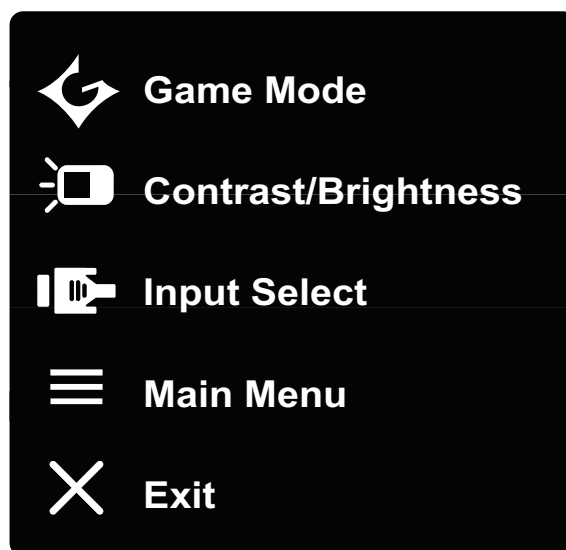 Game Mode
Contrast/Brightness
Input Select
Main Menu
Exit